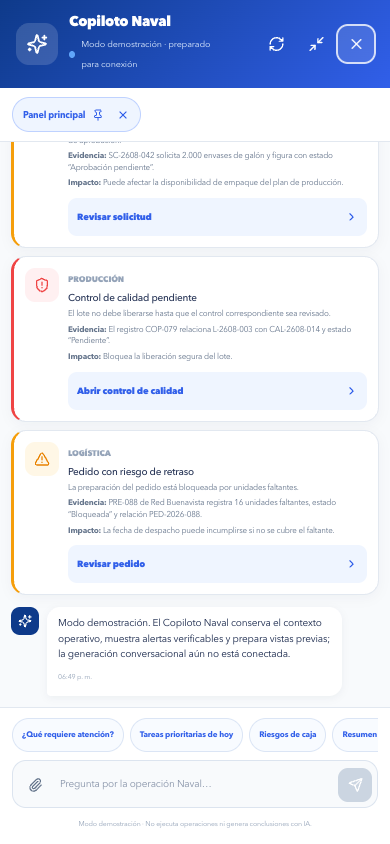 Copiloto Naval
Modo demostración · preparado
para conexión
Panel principal
Evidencia: SC-2608-042 solicita 2.000 envases de galón y figura con estado
“Aprobación pendiente”.
Impacto: Puede afectar la disponibilidad de empaque del plan de producción.
Revisar solicitud
PRODUCCIÓN
Control de calidad pendiente
El lote no debe liberarse hasta que el control correspondiente sea revisado.
Evidencia: El registro COP-079 relaciona L-2608-003 con CAL-2608-014 y estado
“Pendiente”.
Impacto: Bloquea la liberación segura del lote.
Abrir control de calidad
LOGÍSTICA
Pedido con riesgo de retraso
La preparación del pedido está bloqueada por unidades faltantes.
Evidencia: PRE-088 de Red Buenavista registra 16 unidades faltantes, estado
“Bloqueada” y relación PED-2026-088.
Impacto: La fecha de despacho puede incumplirse si no se cubre el faltante.
Revisar pedido
Modo demostración. El Copiloto Naval conserva el contexto
operativo, muestra alertas verificables y prepara vistas previas;
la generación conversacional aún no está conectada.
06:49 p. m.
¿Qué requiere atención?
Tareas prioritarias de hoy
Riesgos de caja
Resumen
Pregunta por la operación Naval...
Modo demostración · No ejecuta operaciones ni genera conclusiones con IA.